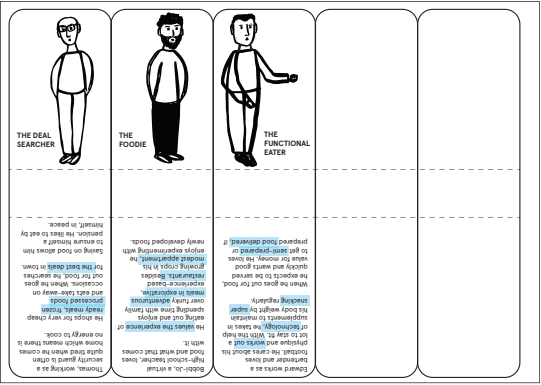 THE DEAL
SEARCHER
Thomas, working as a
security guard is often
quite tired when he comes
home which means there is
no energy to cook.
He shops for very cheap
ready meals, frozen
processed foods
and eats take-away on
occasions. When he goes
out for food, he searches
for the best deals in town.
Saving on food allows him
to ensure himself a
pension. He likes to eat by
himself, in peace.
THE
FOODIE
Bobbi-Jo, a virtual
high-school teacher, loves
food and what that comes
with it.
He values the experience of
eating out and enjoys
spending time with family
over funky adventurous
meals in explorative,
experience-based
restaurants. Besides
growing crops in his
modest appartment, he
enjoys experimenting with
newly developed foods.
THE
FUNCTIONAL
EATER
Edward works as a
bartender and loves
football. He cares about his
physique and works out a
lot to stay fit. With the help
of technology, he takes in
supplements to maintain
his body weight by super
snacking regularly.
When he goes out for food,
he expects to be served
quickly and wants good
value for money. He loves
to get semi-prepared or
prepared food delivered, if